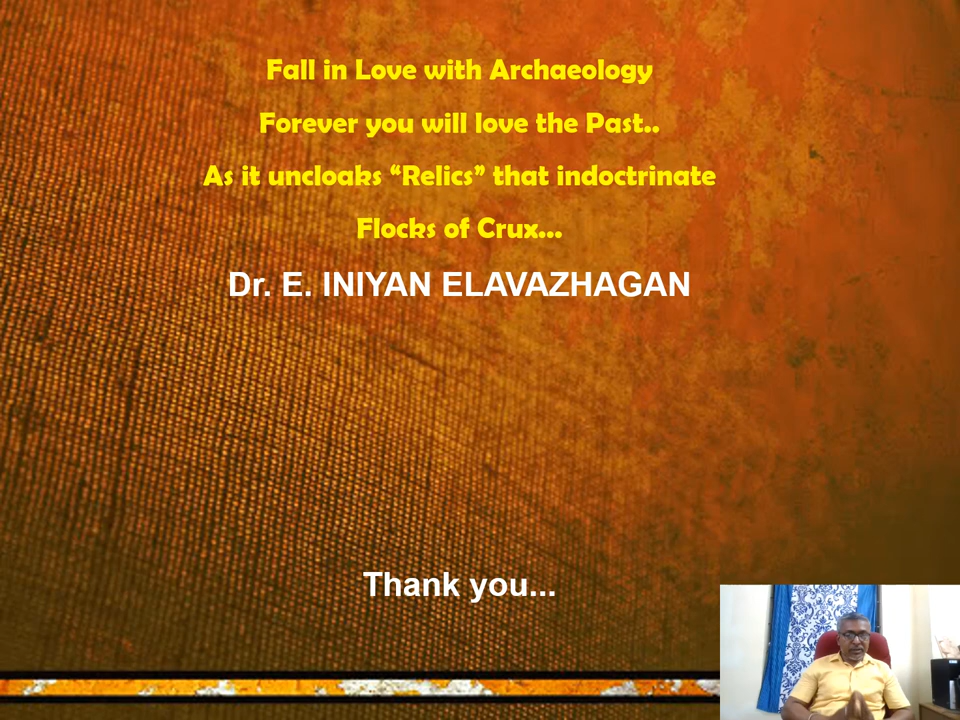 Fall in Love with Archaeology
Forever you will love the Past..
As it uncloaks “Relics” that indoctrinate
Flocks of Crux...
Dr. E. INIYAN ELAVAZHAGAN
Thank you...